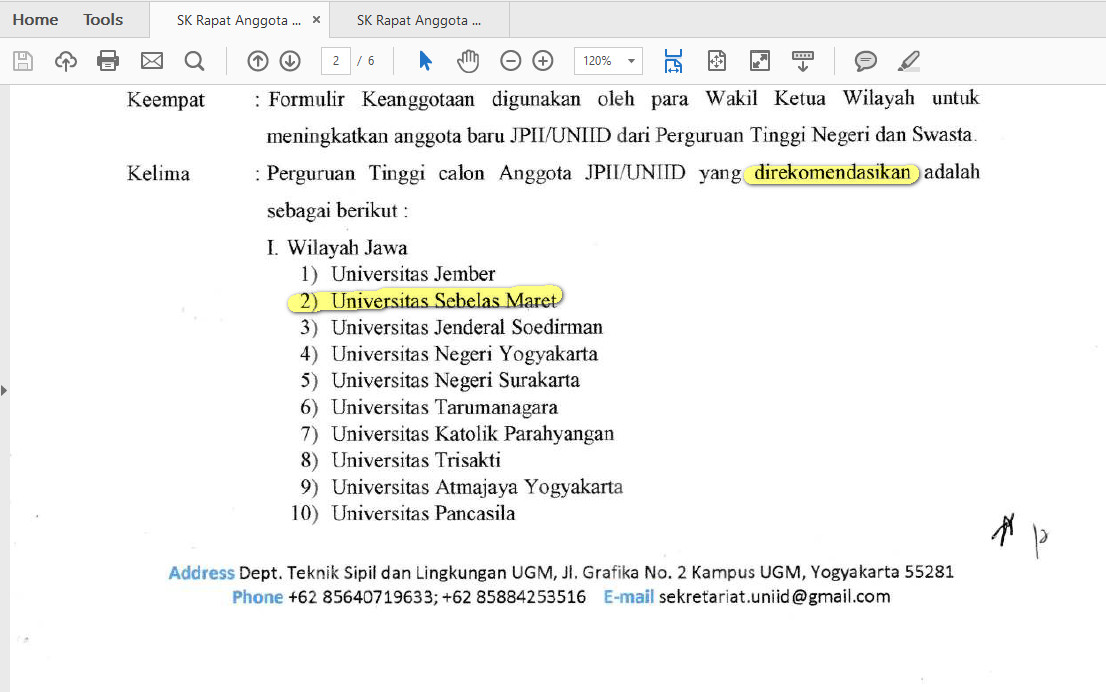 Home Tools SK Rapat Anggota ... × SK Rapat Anggota ...
2 / 6 120%
Keempat : Formulir Keanggotaan digunakan oleh para Wakil Ketua Wilayah untuk
meningkatkan anggota baru JPII/UNIID dari Perguruan Tinggi Negeri dan Swasta.
Kelima : Perguruan Tinggi calon Anggota JPII/UNIID yang direkomendasikan adalah
sebagai berikut :
I. Wilayah Jawa
1) Universitas Jember
2) Universitas Sebelas Maret
3) Universitas Jenderal Soedirman
4) Universitas Negeri Yogyakarta
5) Universitas Negeri Surakarta
6) Universitas Tarumanagara
7) Universitas Katolik Parahyangan
8) Universitas Trisakti
9) Universitas Atmajaya Yogyakarta
10) Universitas Pancasila
Address Dept. Teknik Sipil dan Lingkungan UGM, Jl. Grafika No. 2 Kampus UGM, Yogyakarta 55281
Phone +62 85640719633; +62 85884253516 E-mail sekretariat.uniid@gmail.com